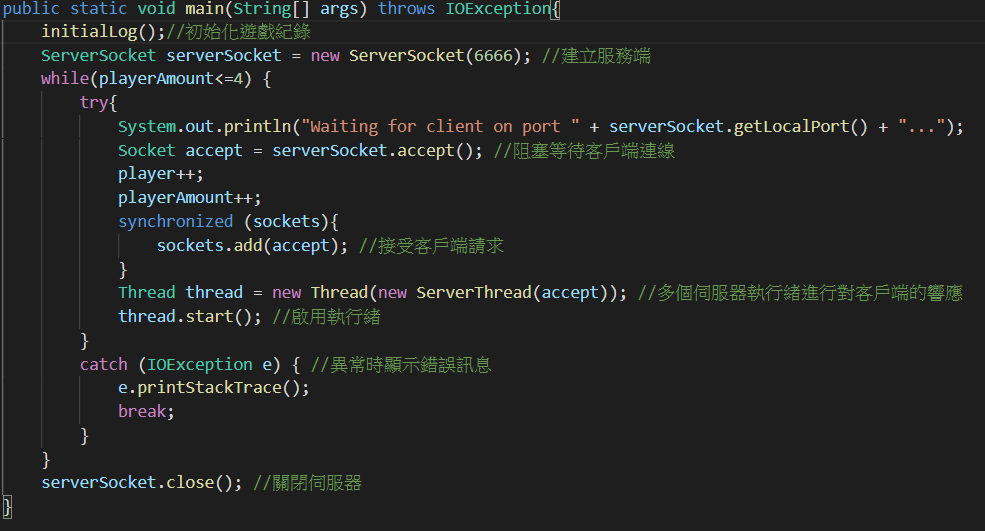 public static void main(String[] args) throws IOException{
initialLog();//初始化遊戲紀錄
ServerSocket serverSocket = new ServerSocket(6666); //建立服務端
while(playerAmount<=4) {
try{
System.out.println("Waiting for client on port " + serverSocket.getLocalPort() + "...");
Socket accept = serverSocket.accept(); //阻塞等待客戶端連線
player++;
playerAmount++;
synchronized (sockets){
sockets.add(accept); //接受客戶端請求
}
Thread thread = new Thread(new ServerThread(accept)); //多個伺服器執行緒進行對客戶端的響應
thread.start(); //啟用執行緒
}
catch (IOException e) { //異常時顯示錯誤訊息
e.printStackTrace();
break;
}
}
serverSocket.close(); //關閉伺服器
}